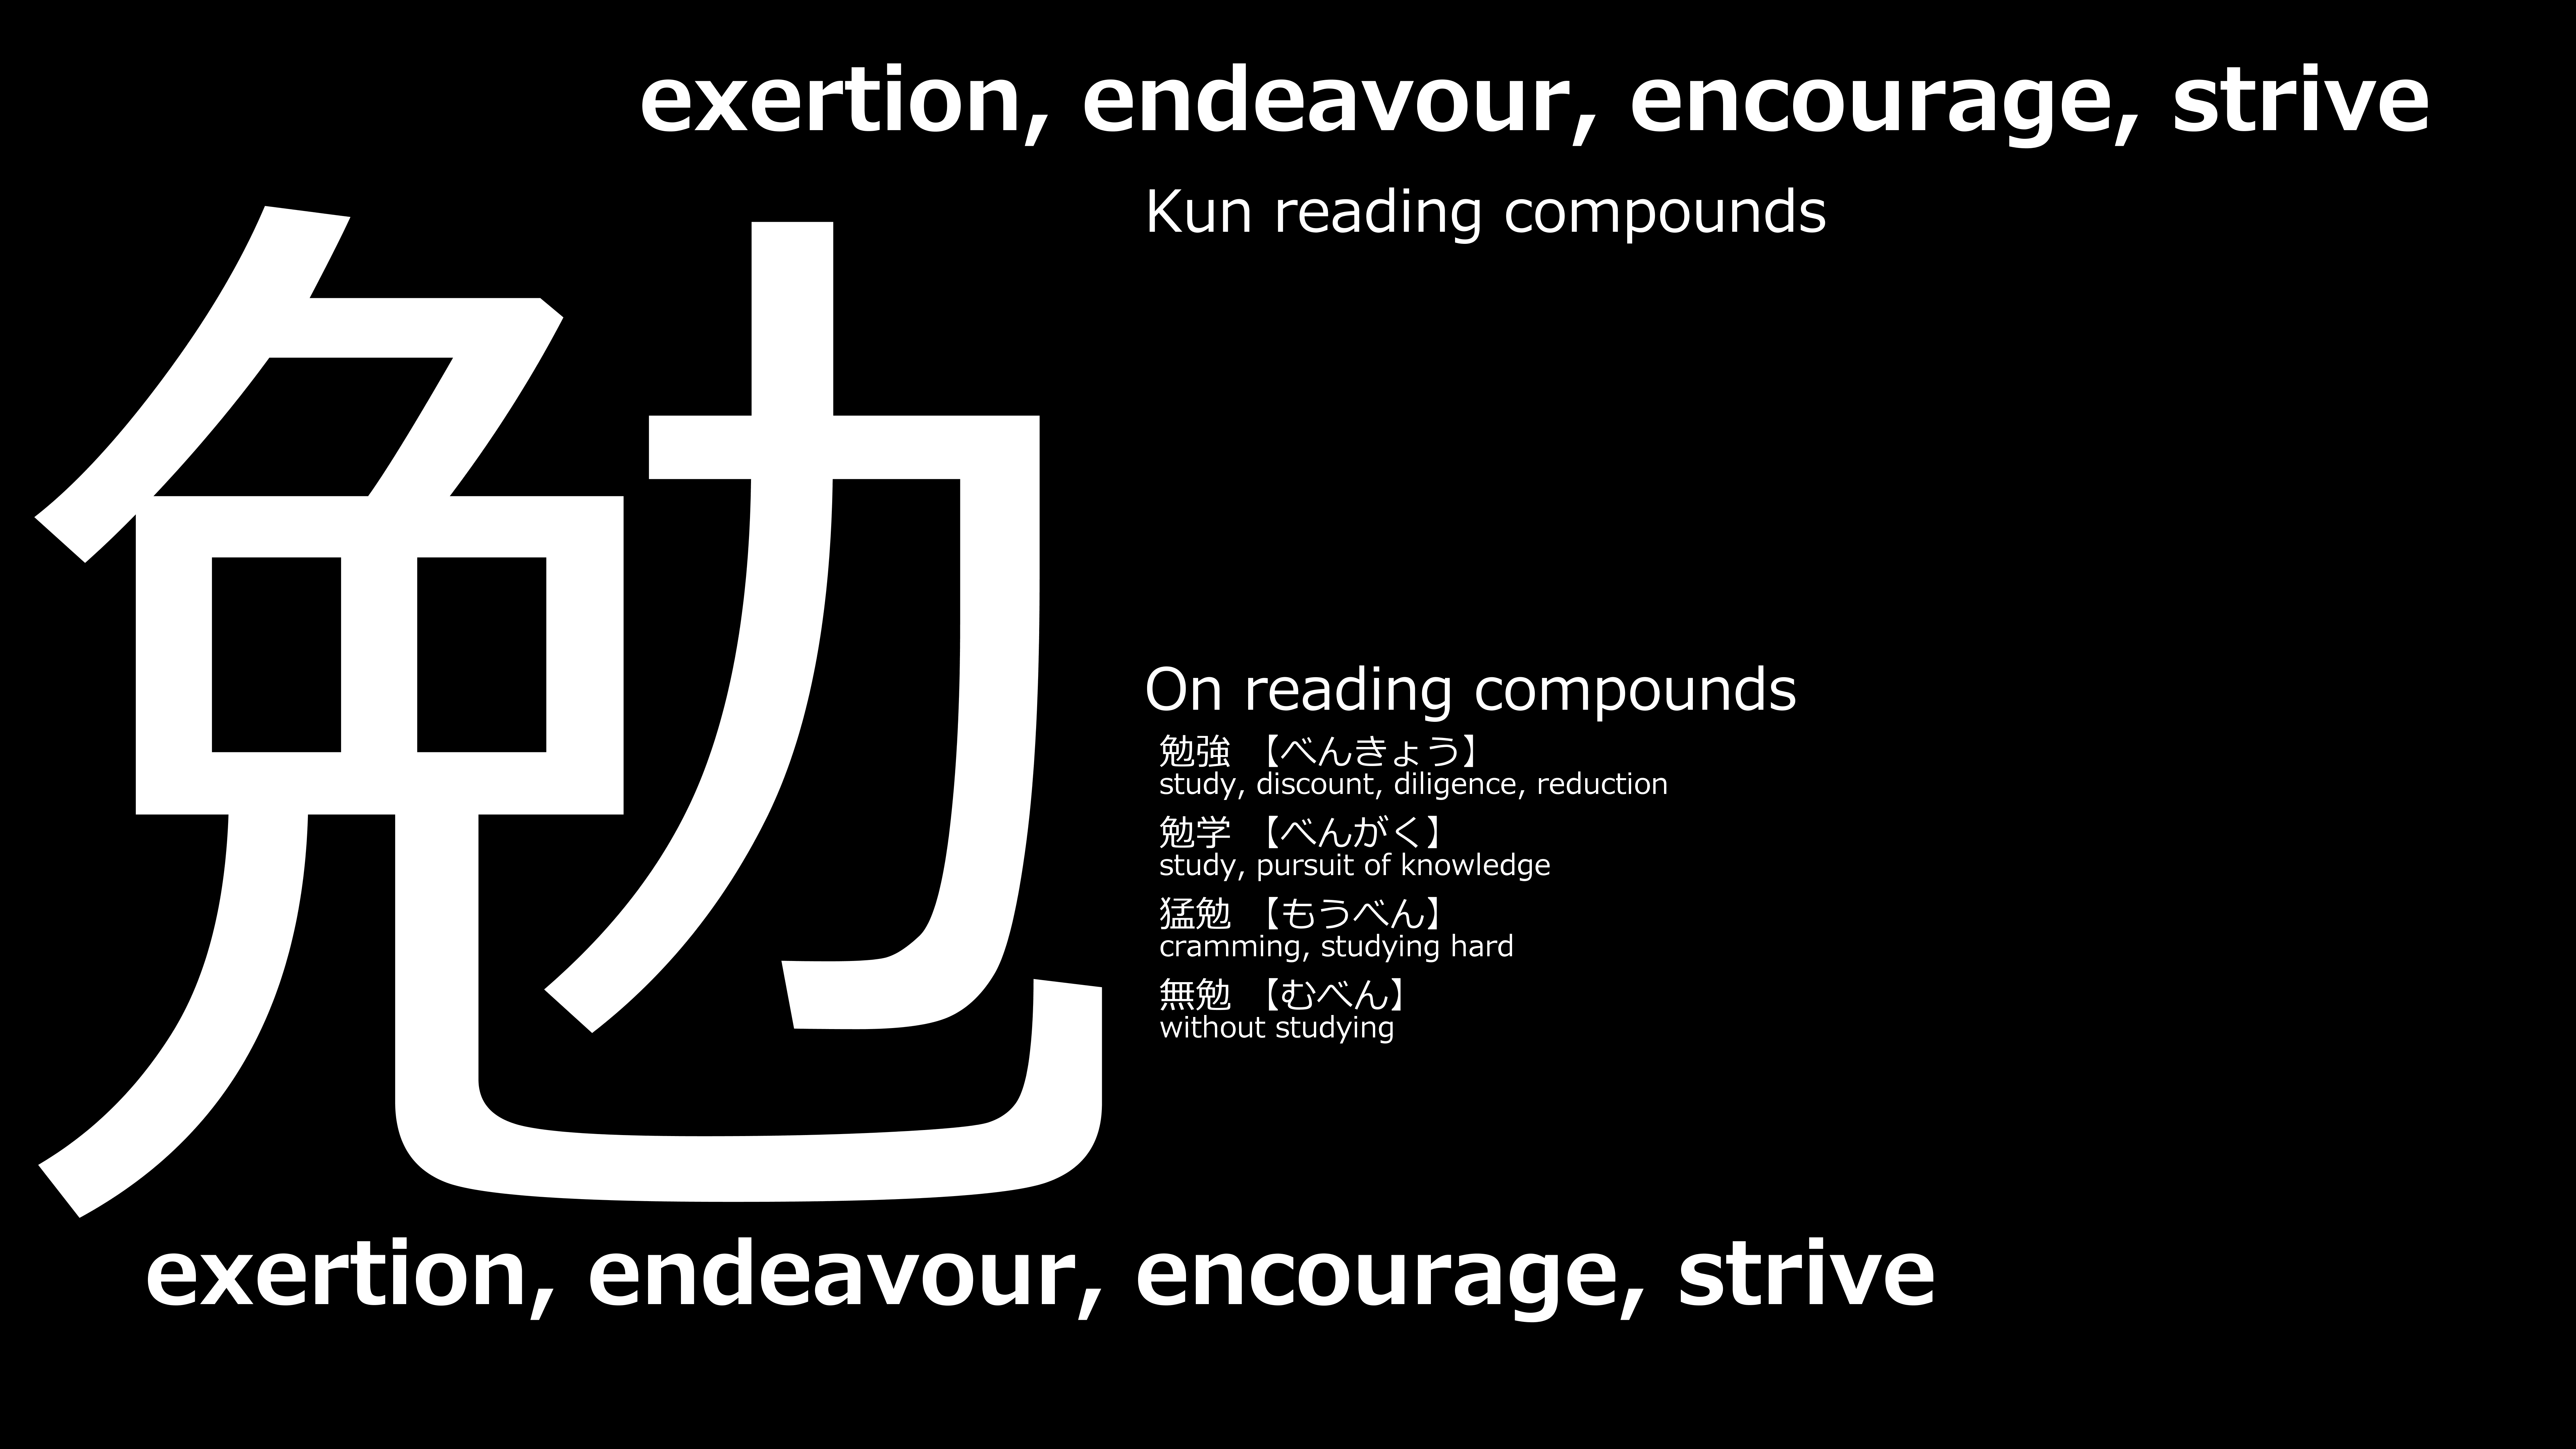 exertion, endeavour, encourage, strive
勉
Kun reading compounds
On reading compounds
勉強 【べんきょう】
study, discount, diligence, reduction
勉学 【べんがく】
study, pursuit of knowledge
猛勉 【もうべん】
cramming, studying hard
無勉 【むべん】
without studying
exertion, endeavour, encourage, strive